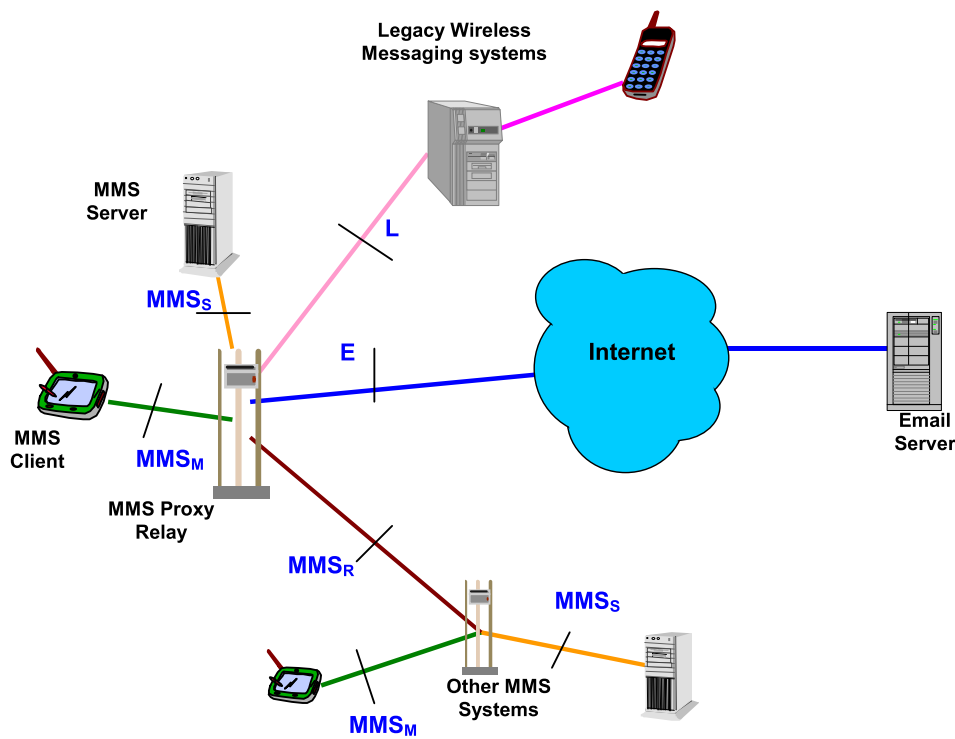 Legacy Wireless
Messaging systems
MMS
Server
L
MMSS
E
Internet
MMS
Client
MMSM
Email
Server
MMS Proxy
Relay
MMSR
MMSS
Other MMS
Systems
MMSM